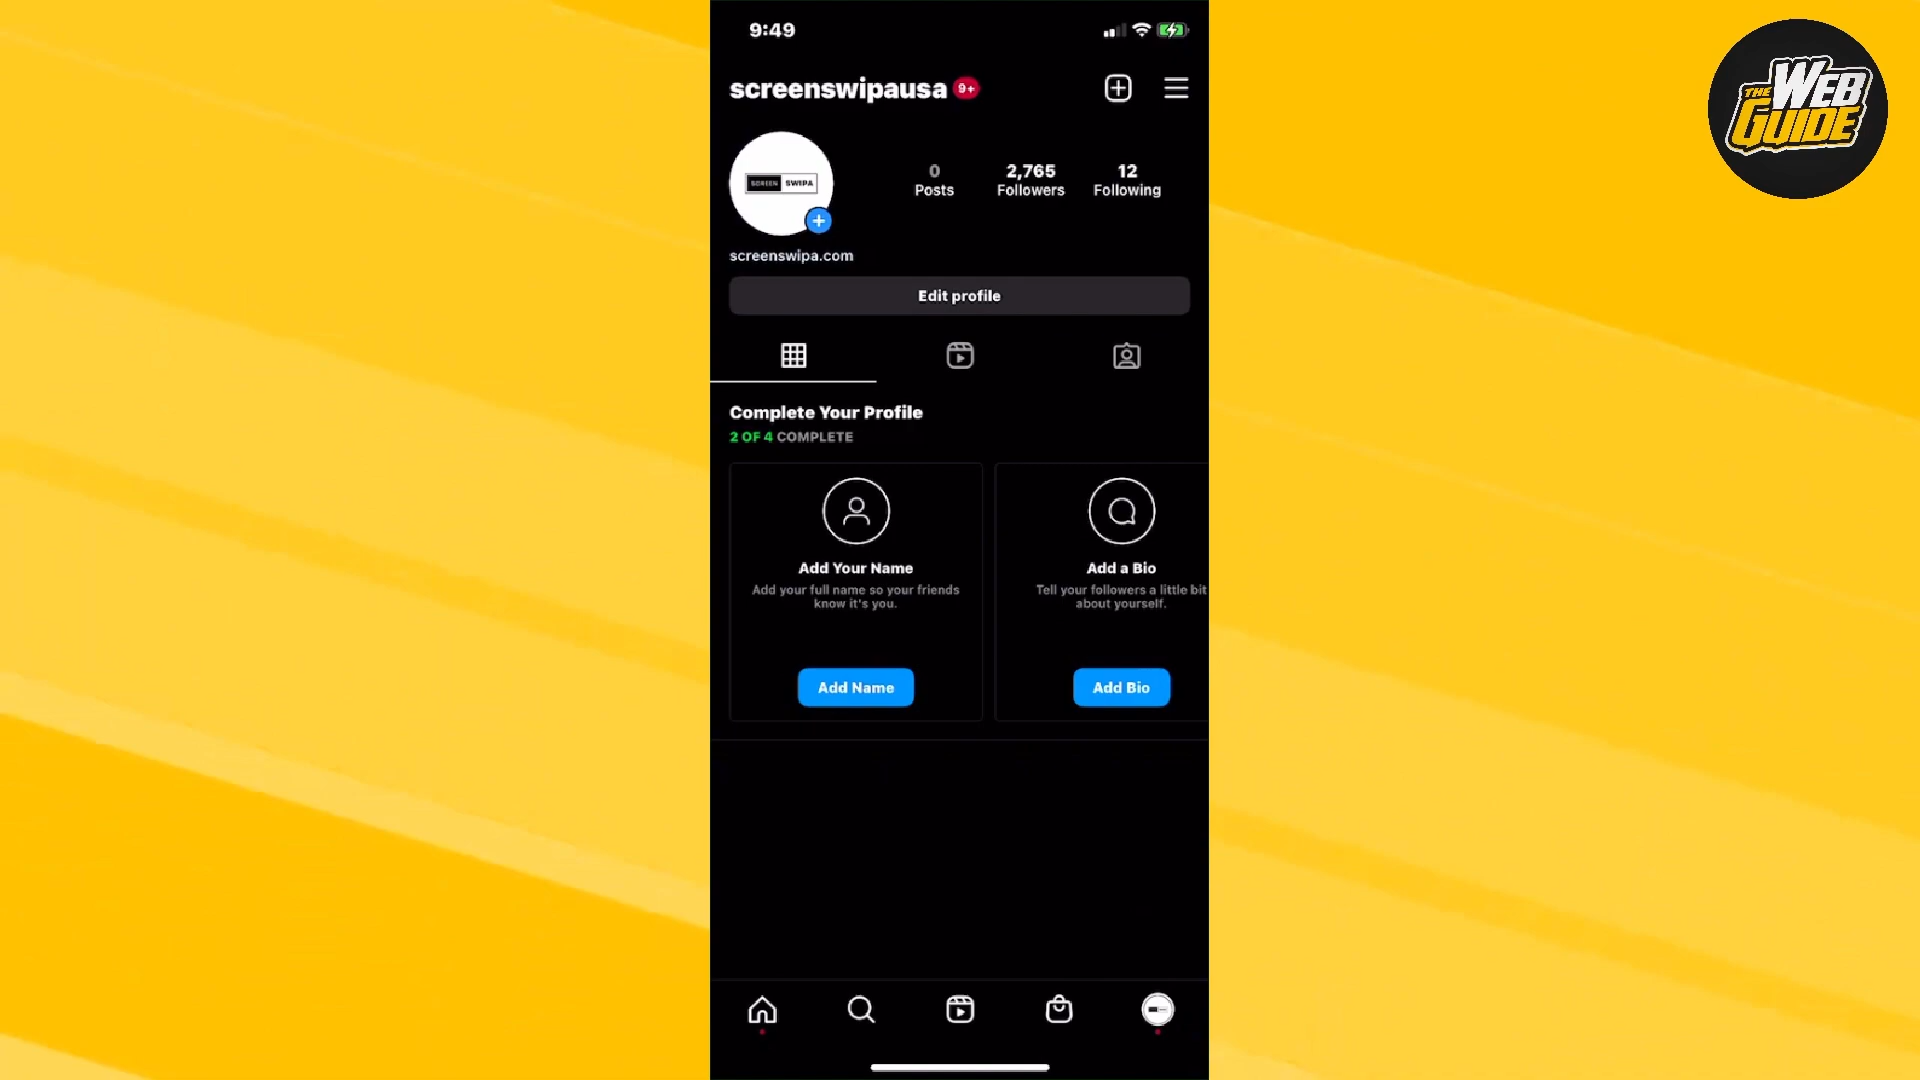 9:49
screenswipausa 9+
THE WEB
GUIDE
SCREEN SWIPA
0
Posts
2,765
Followers
12
Following
screenswipa.com
Edit profile
Complete Your Profile
2 OF 4 COMPLETE
Add Your Name
Add your full name so your friends
know it's you.
Add Name
Add a Bio
Tell your followers a little bit
about yourself.
Add Bio